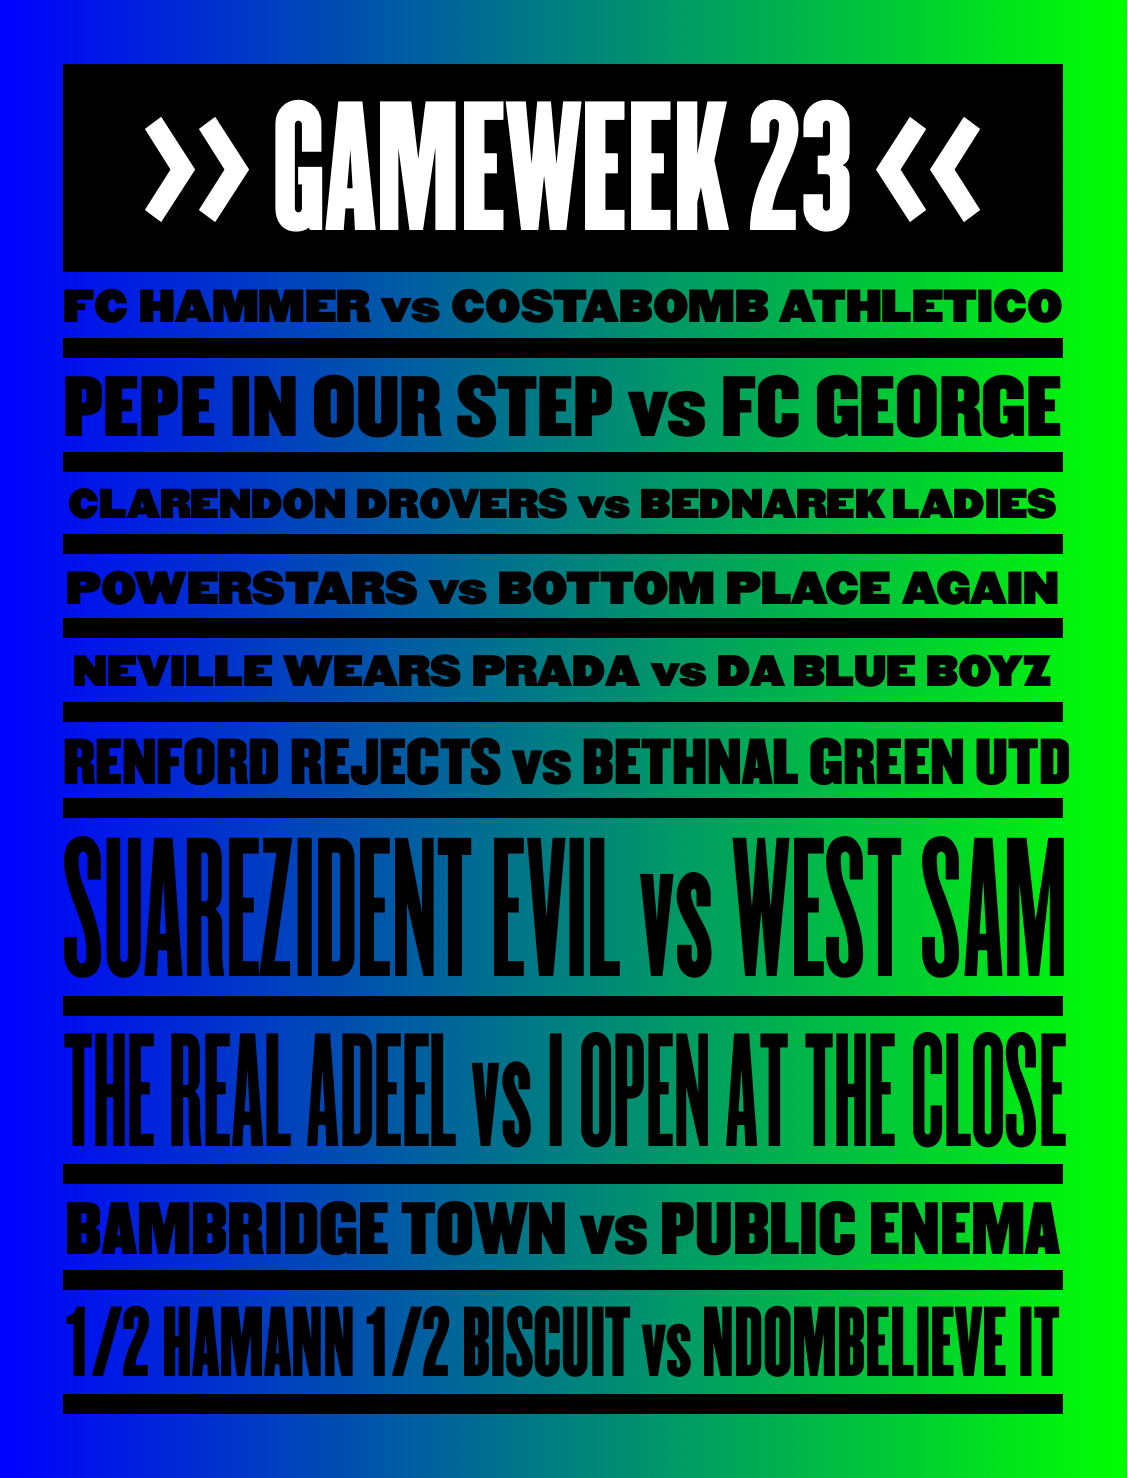 >> GAMEWEEK 23 <<
FC HAMMER vs COSTABOMB ATHLETICO
PEPE IN OUR STEP vs FC GEORGE
CLARENDON DROVERS vs BEDNAREK LADIES
POWERSTARS vs BOTTOM PLACE AGAIN
NEVILLE WEARS PRADA vs DA BLUE BOYZ
RENFORD REJECTS vs BETHNAL GREEN UTD
SUAREZIDENT EVIL vs WEST SAM
THE REAL ADEEL vs I OPEN AT THE CLOSE
BAMBRIDGE TOWN vs PUBLIC ENEMA
1/2 HAMANN 1/2 BISCUIT vs NDOMBELIEVE IT